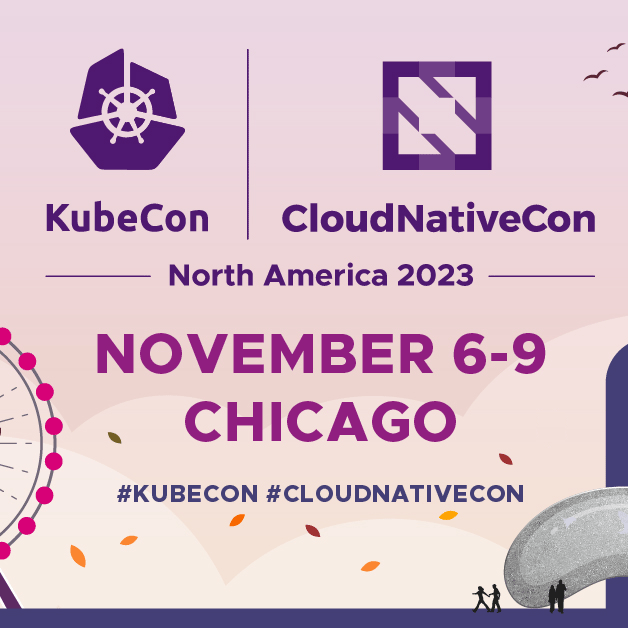 KubeCon
CloudNativeCon
North America 2023
NOVEMBER 6-9
CHICAGO
#KUBECON #CLOUDNATIVECON